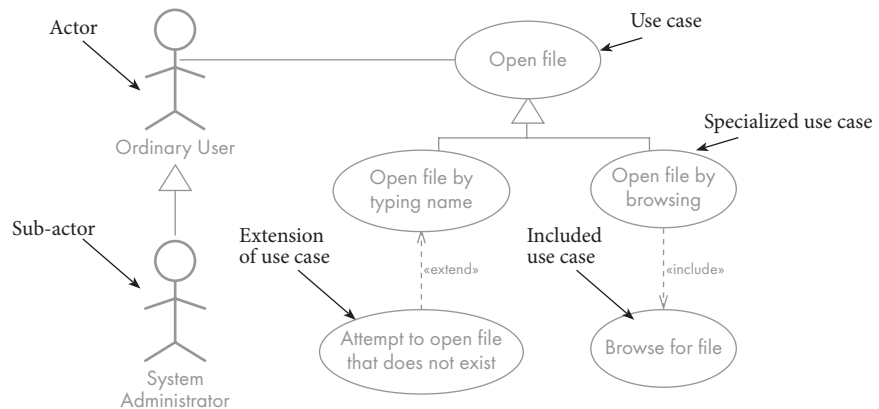 Actor
Use case
Open file
Specialized use case
Ordinary User
Open file by
typing name
Open file by
browsing
Sub-actor
Extension
of use case
Included
use case
«extend»
«include»
Attempt to open file
that does not exist
Browse for file
System
Administrator